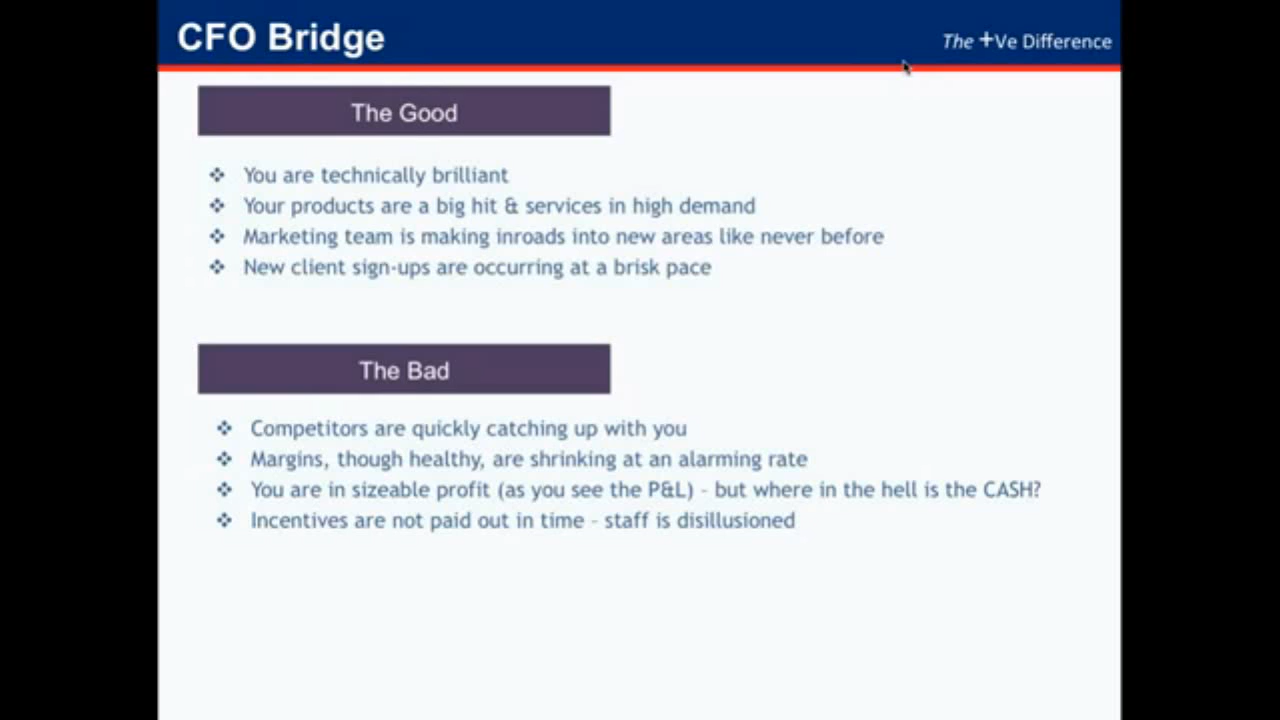 CFO Bridge
The +Ve Difference
The Good
❖ You are technically brilliant
❖ Your products are a big hit & services in high demand
❖ Marketing team is making inroads into new areas like never before
❖ New client sign-ups are occurring at a brisk pace
The Bad
❖ Competitors are quickly catching up with you
❖ Margins, though healthy, are shrinking at an alarming rate
❖ You are in sizeable profit (as you see the P&L) – but where in the hell is the CASH?
❖ Incentives are not paid out in time – staff is disillusioned